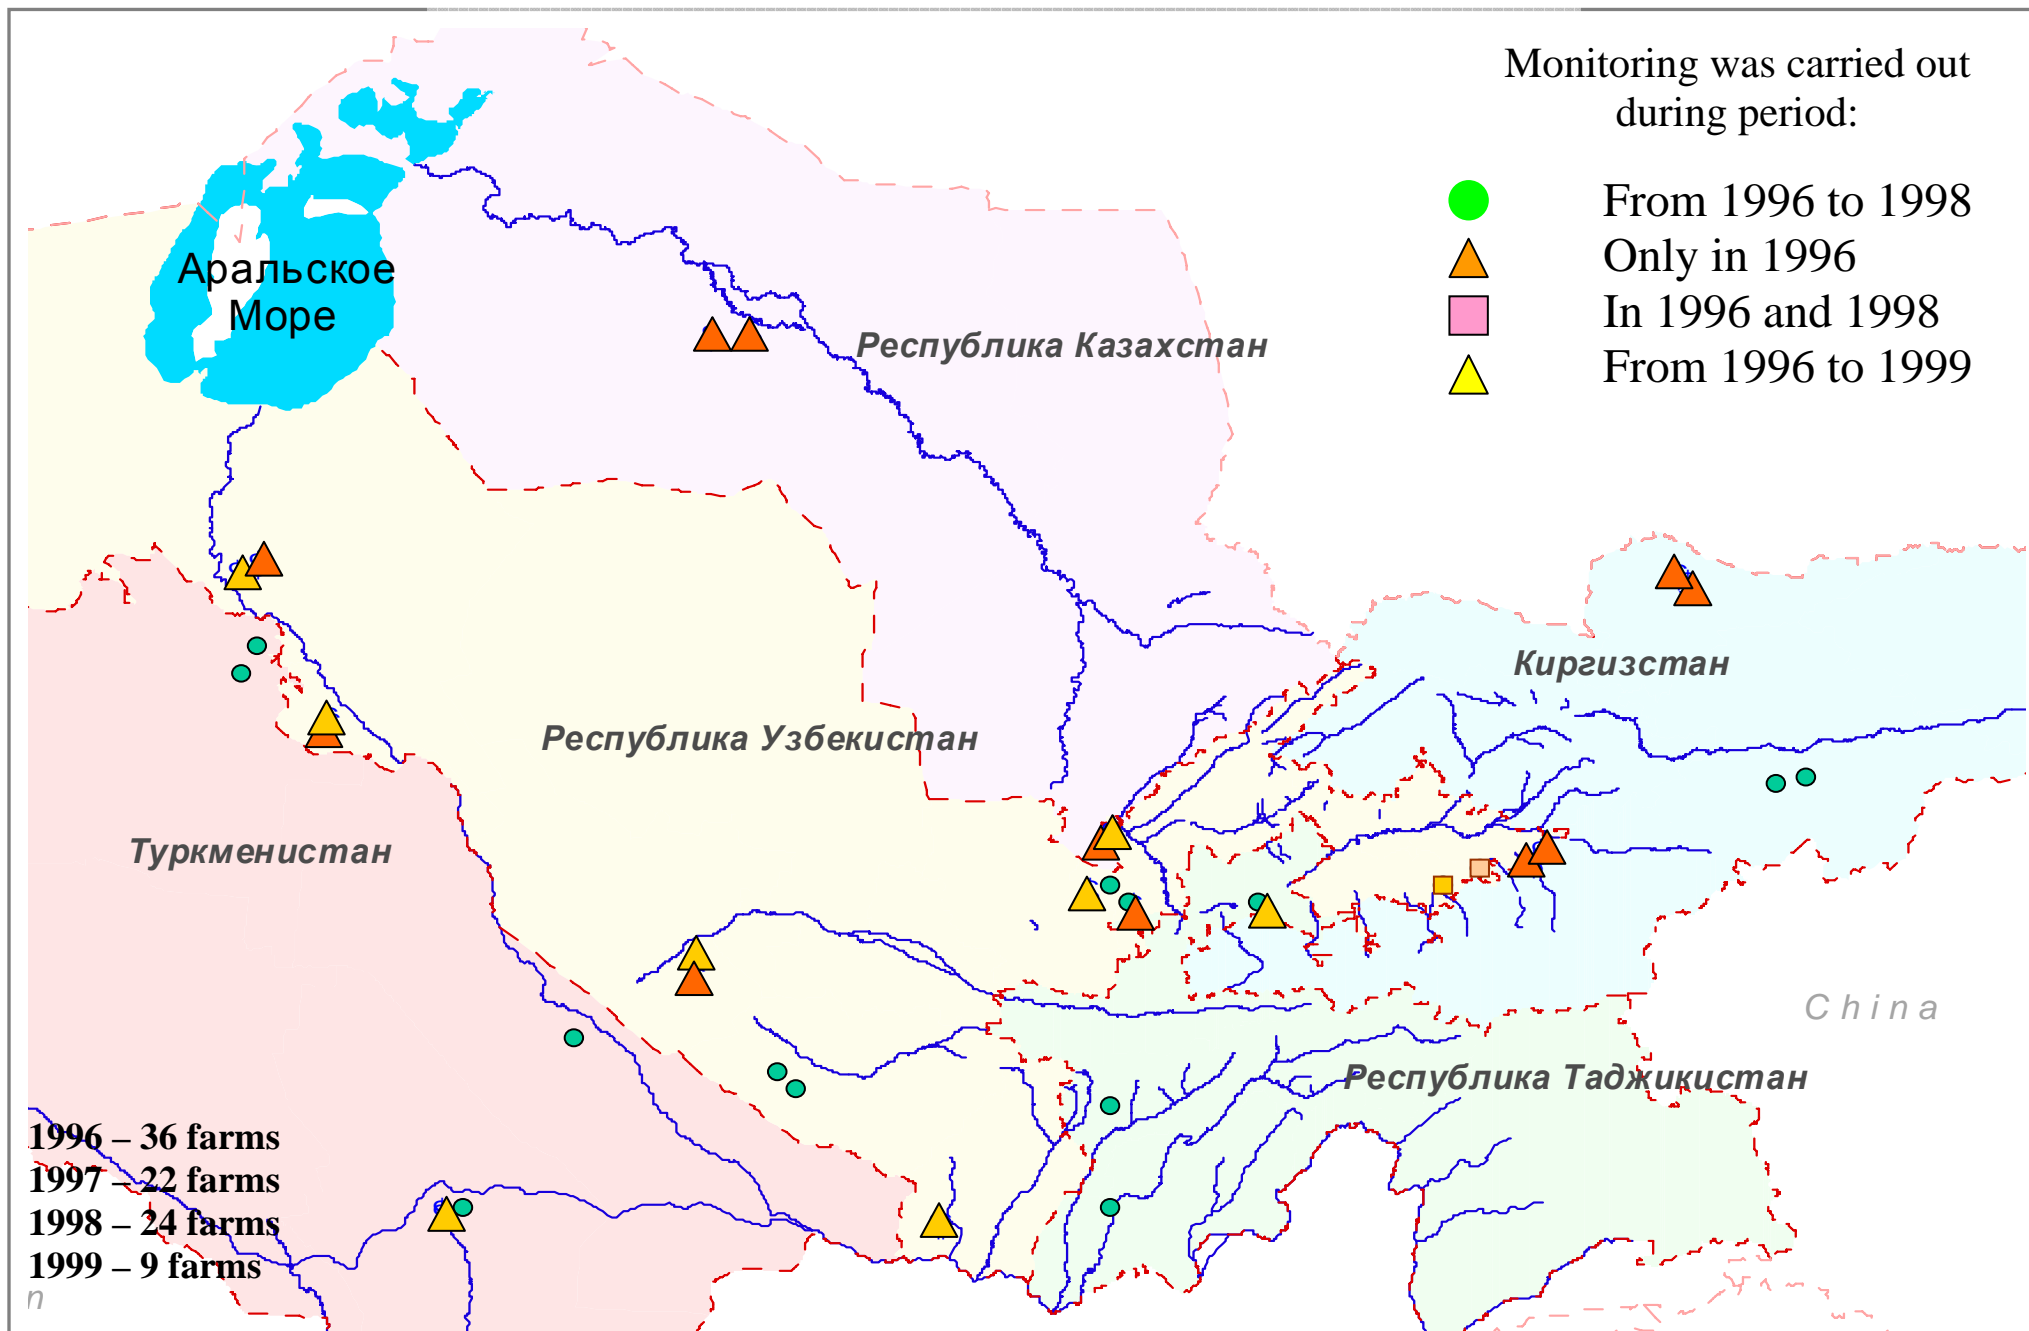 Monitoring was carried out
during period:
From 1996 to 1998
Only in 1996
In 1996 and 1998
From 1996 to 1999
Аральское
Море
Республика Казахстан
Киргизстан
Республика Узбекистан
Туркменистан
China
Республика Таджикистан
1996 – 36 farms
1997 – 22 farms
1998 – 24 farms
1999 – 9 farms
n